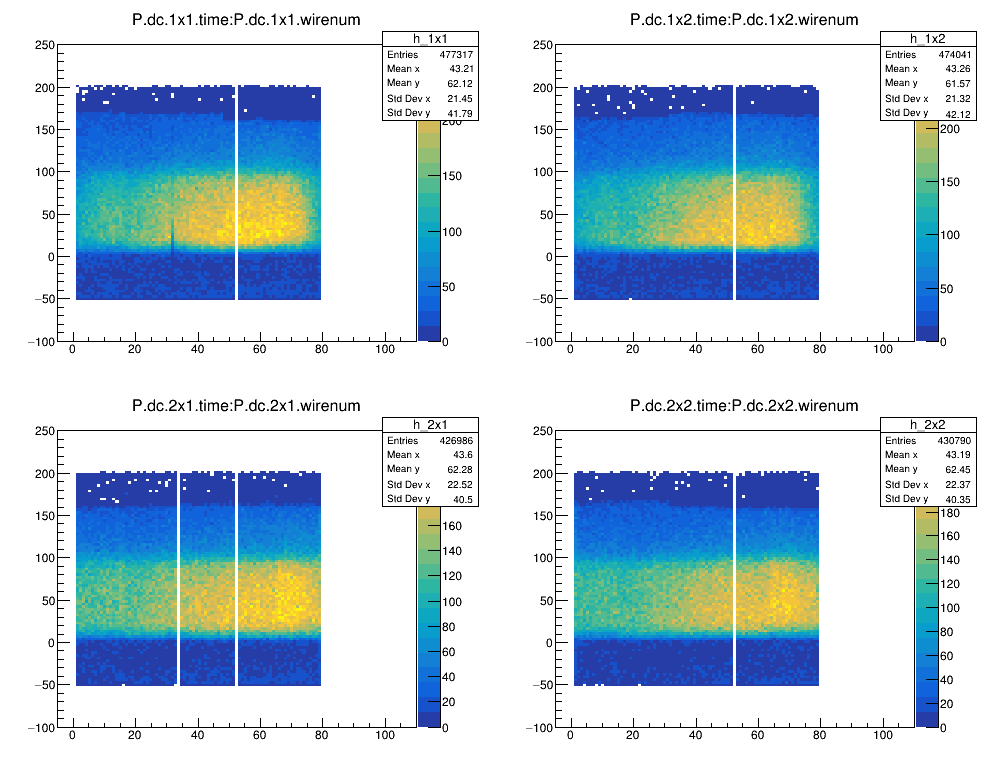 P.dc.1x1.time:P.dc.1x1.wirenum
h_1x1
Entries 477317
Mean x 43.21
Mean y 62.12
Std Dev x 21.45
Std Dev y 41.79
250
200
150
100
50
0
−50
−100
0 20 40 60 80 100
200
150
100
50
0
P.dc.1x2.time:P.dc.1x2.wirenum
h_1x2
Entries 474041
Mean x 43.26
Mean y 61.57
Std Dev x 21.32
Std Dev y 42.12
250
200
150
100
50
0
−50
−100
0 20 40 60 80 100
200
150
100
50
0
P.dc.2x1.time:P.dc.2x1.wirenum
h_2x1
Entries 426986
Mean x 43.6
Mean y 62.28
Std Dev x 22.52
Std Dev y 40.5
250
200
150
100
50
0
−50
−100
0 20 40 60 80 100
160
140
120
100
80
60
40
20
0
P.dc.2x2.time:P.dc.2x2.wirenum
h_2x2
Entries 430790
Mean x 43.19
Mean y 62.45
Std Dev x 22.37
Std Dev y 40.35
250
200
150
100
50
0
−50
−100
0 20 40 60 80 100
180
160
140
120
100
80
60
40
20
0